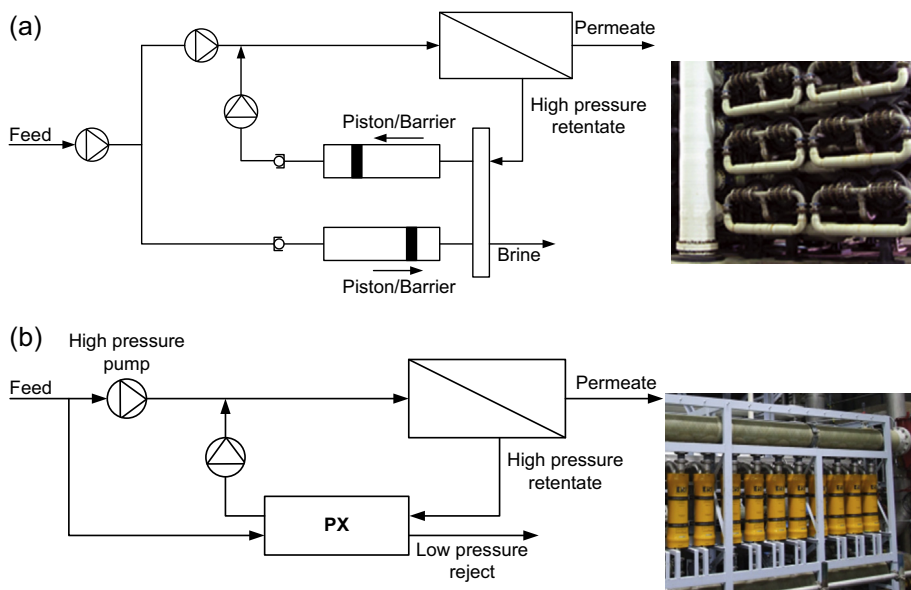 (a)
Permeate
Feed
High pressure
retentate
Piston/Barrier
Piston/Barrier
Brine
(b)
High pressure
pump
Feed
Permeate
High pressure
retentate
PX
Low pressure
reject